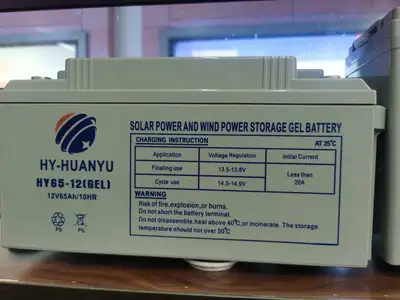 HY-HUANYU
HY65-12(GEL)
12V65Ah/10HR
Pb Pb
SOLAR POWER AND WIND POWER STORAGE GEL BATTERY
CHARGING INSTRUCTION AT 25℃
Application Voltage Regulation Initial Current
Floating use 13.5-13.8V Less than 20A
Cycle use 14.5-14.9V
WARNING
Risk of fire,explosion,or burns.
Do not.short the battery terminal.
Do not disassemble,heat above 40℃,or incinerate. The storage
temperature should not over 50℃